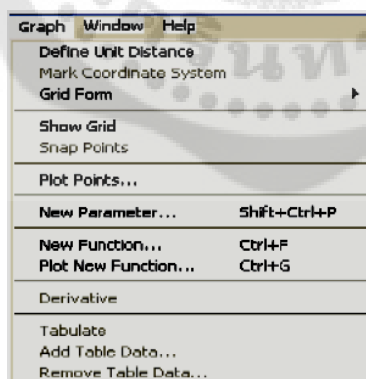 Graph Window Help
Define Unit Distance
Mark Coordinate System
Grid Form
Show Grid
Snap Points
Plot Points...
New Parameter... Shift+Ctrl+P
New Function... Ctrl+F
Plot New Function... Ctrl+G
Derivative
Tabulate
Add Table Data...
Remove Table Data...